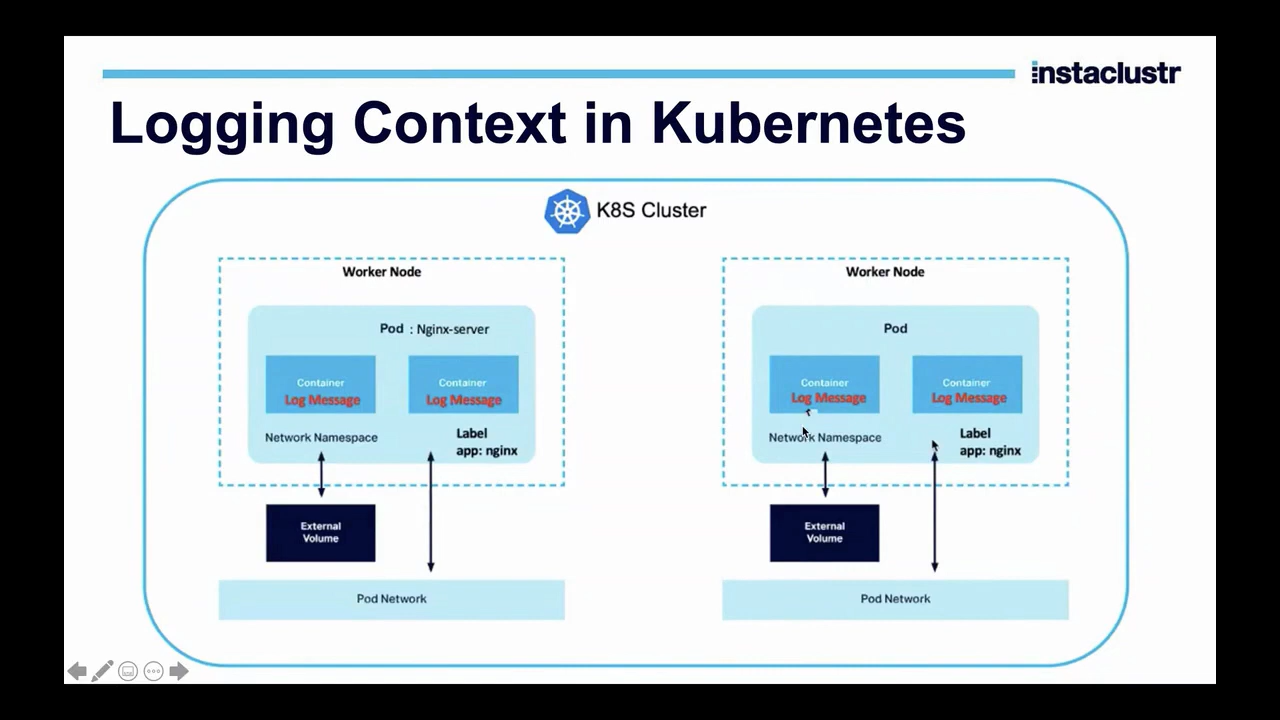 instaclustr
Logging Context in Kubernetes
K8S Cluster
Worker Node
Pod : Nginx-server
Container
Log Message
Container
Log Message
Network Namespace
Label
app: nginx
External
Volume
Pod Network
Worker Node
Pod
Container
Log Message
Container
Log Message
Network Namespace
Label
app: nginx
External
Volume
Pod Network